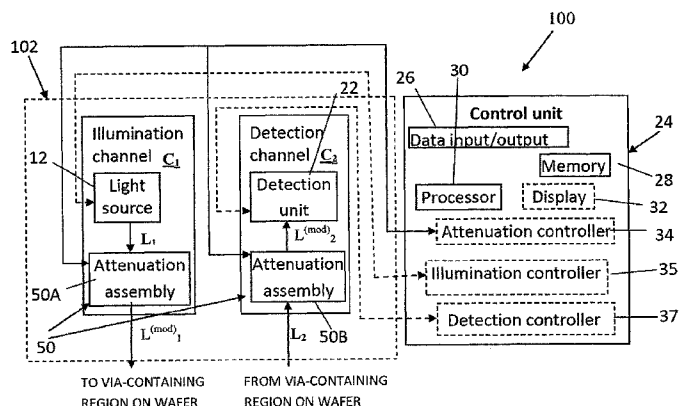 100
102
22
26
30
Control unit
24
Illumination
channel C₁
Detection
channel C₂
Data input/output
12
Memory
28
Light
source
Detection
unit
Processor
Display
32
L₁
L(mod)₂
Attenuation controller
34
Attenuation
assembly
Attenuation
assembly
Illumination controller
35
50A
50
L(mod)₁
L₂
50B
Detection controller
37
TO VIA-CONTAINING
REGION ON WAFER
FROM VIA-CONTAINING
REGION ON WAFER